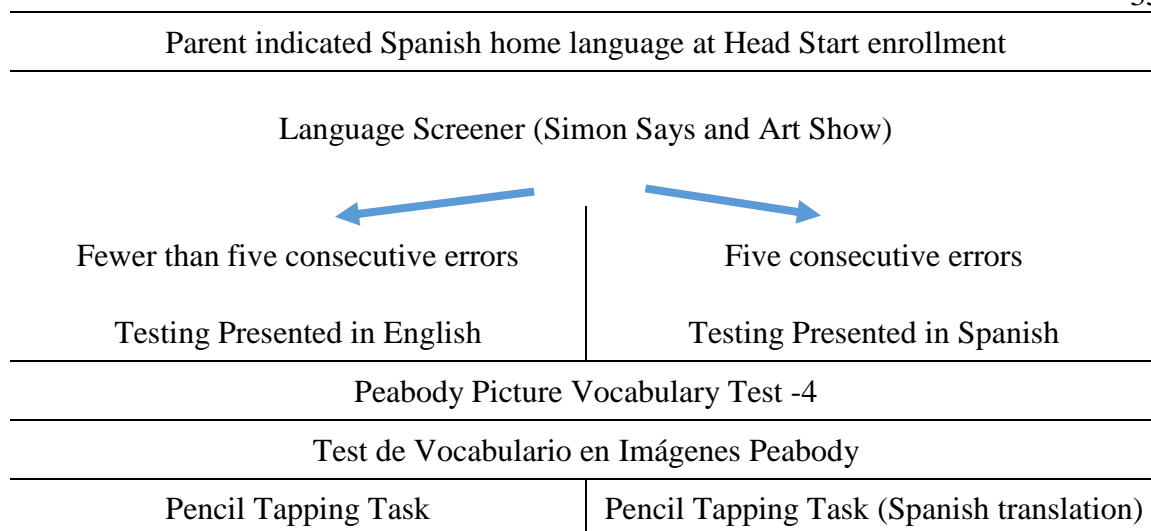 Parent indicated Spanish home language at Head Start enrollment
Language Screener (Simon Says and Art Show)
Fewer than five consecutive errors
Five consecutive errors
Testing Presented in English
Testing Presented in Spanish
Peabody Picture Vocabulary Test -4
Test de Vocabulario en Imágenes Peabody
Pencil Tapping Task
Pencil Tapping Task (Spanish translation)